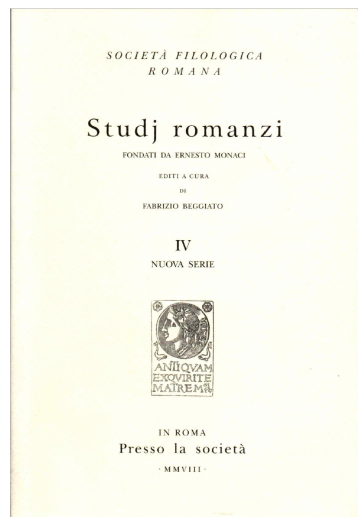 SOCIETÀ FILOLOGICA
ROMANA
Studj romanzi
FONDATI DA ERNESTO MONACI
EDITI A CURA
DI
FABRIZIO BEGGIATO
IV
NUOVA SERIE
ANTIQVAM
EXQVIRITE
MATREM
IN ROMA
Presso la società
· MMVIII ·